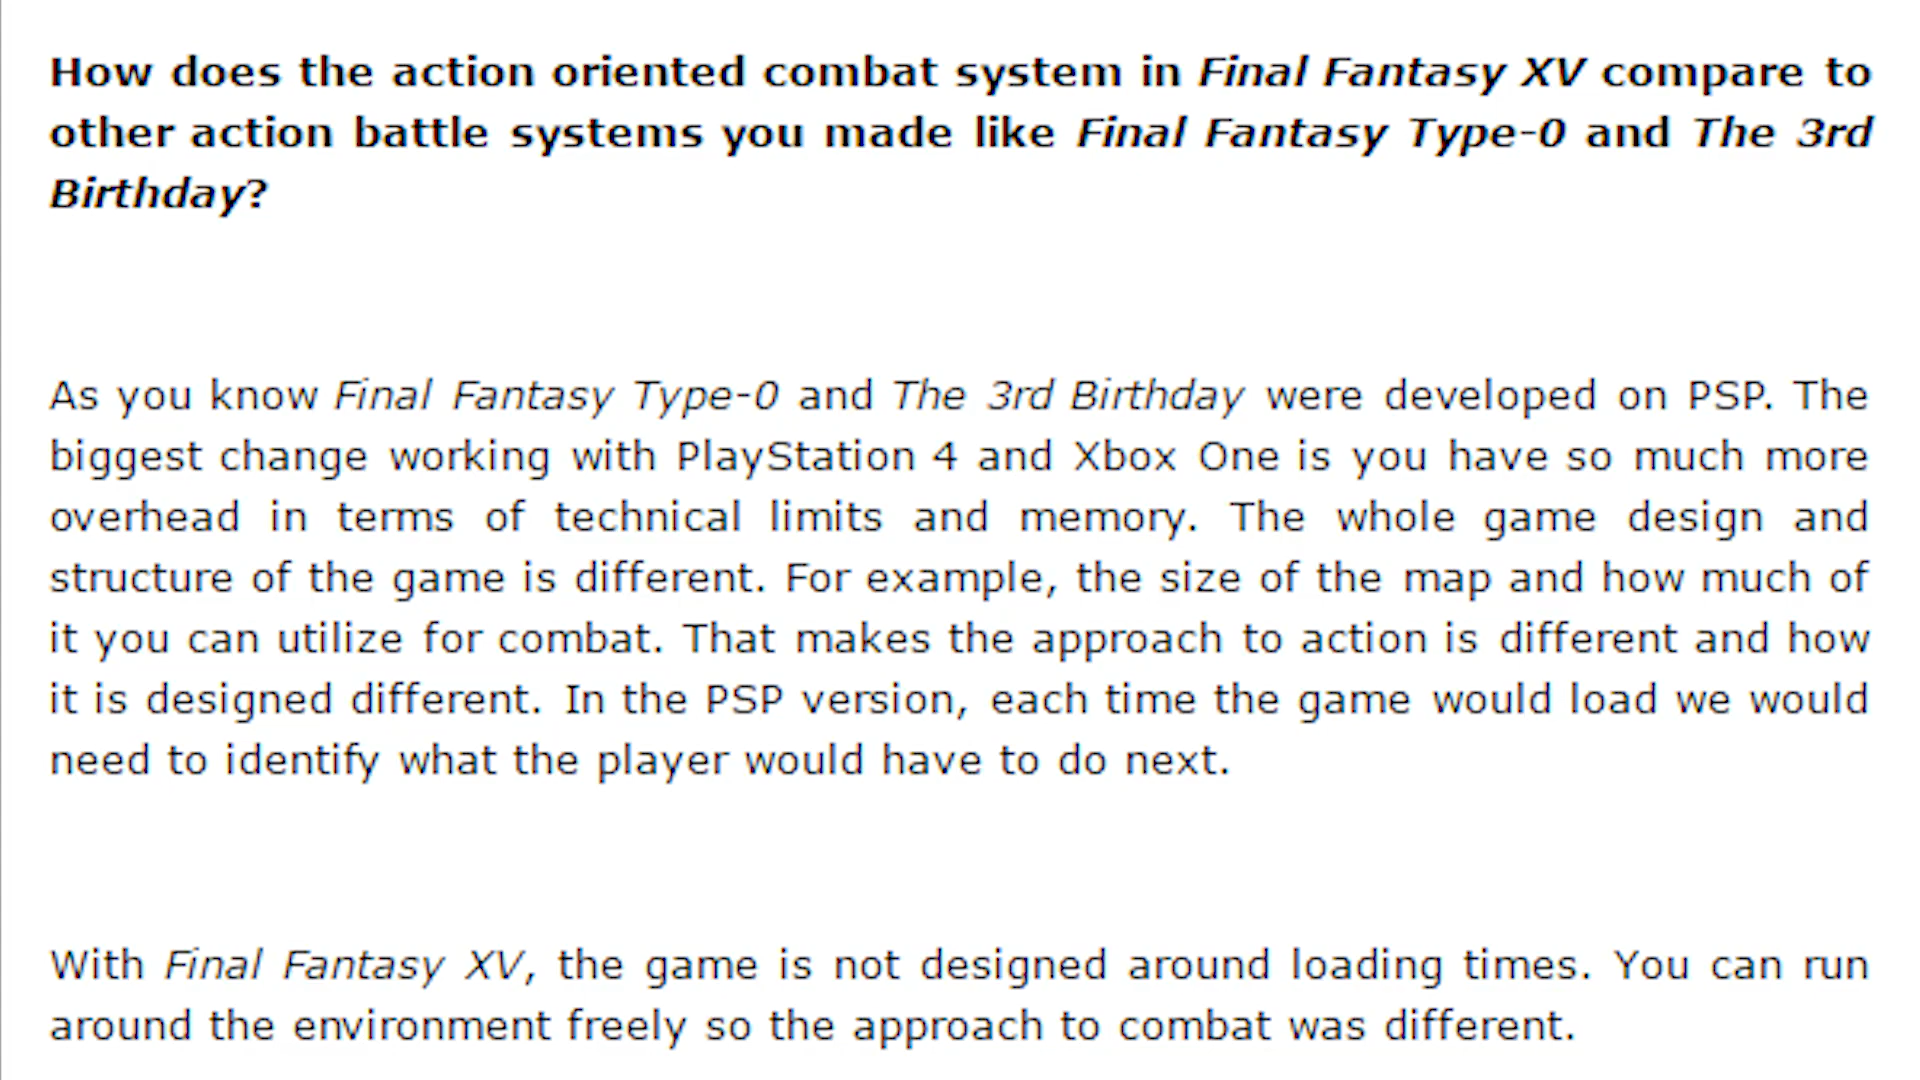 How does the action oriented combat system in Final Fantasy XV compare to
other action battle systems you made like Final Fantasy Type-0 and The 3rd
Birthday?
As you know Final Fantasy Type-0 and The 3rd Birthday were developed on PSP. The
biggest change working with PlayStation 4 and Xbox One is you have so much more
overhead in terms of technical limits and memory. The whole game design and
structure of the game is different. For example, the size of the map and how much of
it you can utilize for combat. That makes the approach to action is different and how
it is designed different. In the PSP version, each time the game would load we would
need to identify what the player would have to do next.
With Final Fantasy XV, the game is not designed around loading times. You can run
around the environment freely so the approach to combat was different.